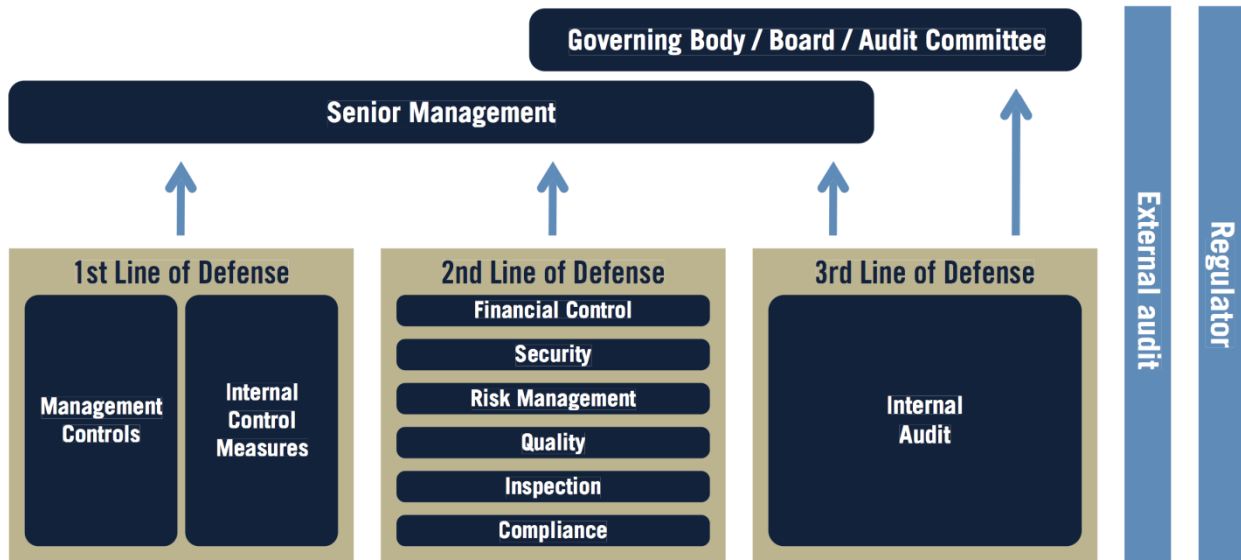 Governing Body / Board / Audit Committee
Senior Management
1st Line of Defense
Management
Controls
Internal
Control
Measures
2nd Line of Defense
Financial Control
Security
Risk Management
Quality
Inspection
Compliance
3rd Line of Defense
Internal
Audit
External audit
Regulator